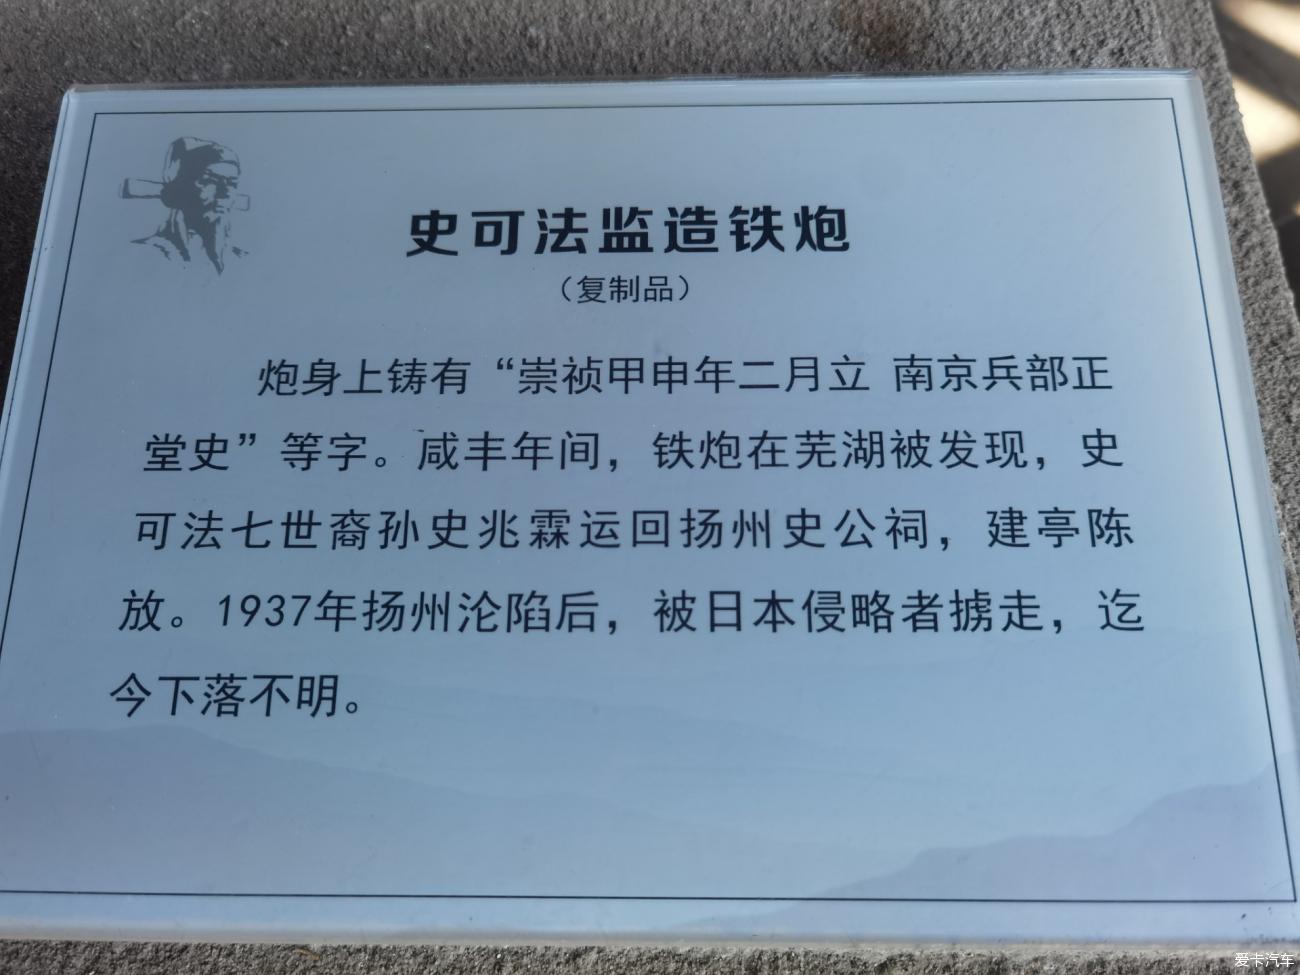 史可法监造铁炮
（复制品）
炮身上铸有“崇祯甲申年二月立 南京兵部正
堂史”等字。咸丰年间，铁炮在芜湖被发现，史
可法七世裔孙史兆霖运回扬州史公祠，建亭陈
放。1937年扬州沦陷后，被日本侵略者掳走，迄
今下落不明。
爱卡汽车